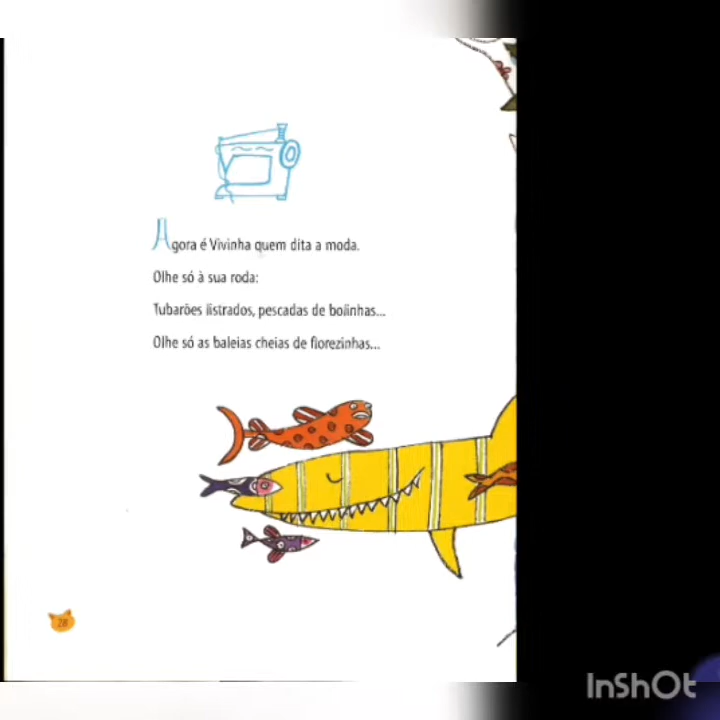 Agora é Vivinha quem dita a moda.
Olhe só à sua roda:
Tubarões listrados, pescadas de bolinhas...
Olhe só as baleias cheias de florezinhas...
28
InShOt